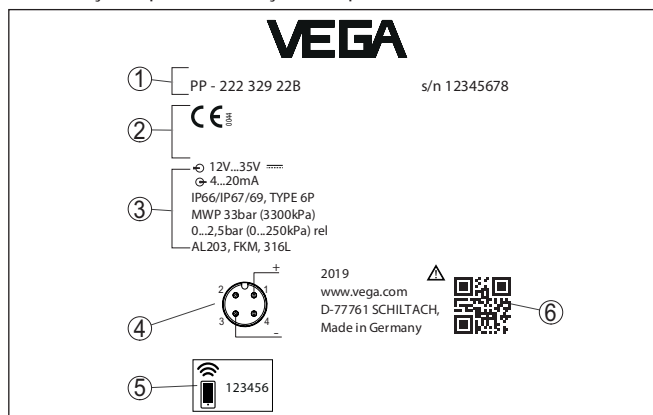 VEGA
1
PP - 222 329 22B
s/n 12345678
2
CE 0044
3
12V...35V
4...20mA
IP66/IP67/69, TYPE 6P
MWP 33bar (3300kPa)
0...2,5bar (0...250kPa) rel
AL203, FKM, 316L
4
+
2 1
3 4
-
2019
www.vega.com
D-77761 SCHILTACH,
Made in Germany
6
5
123456